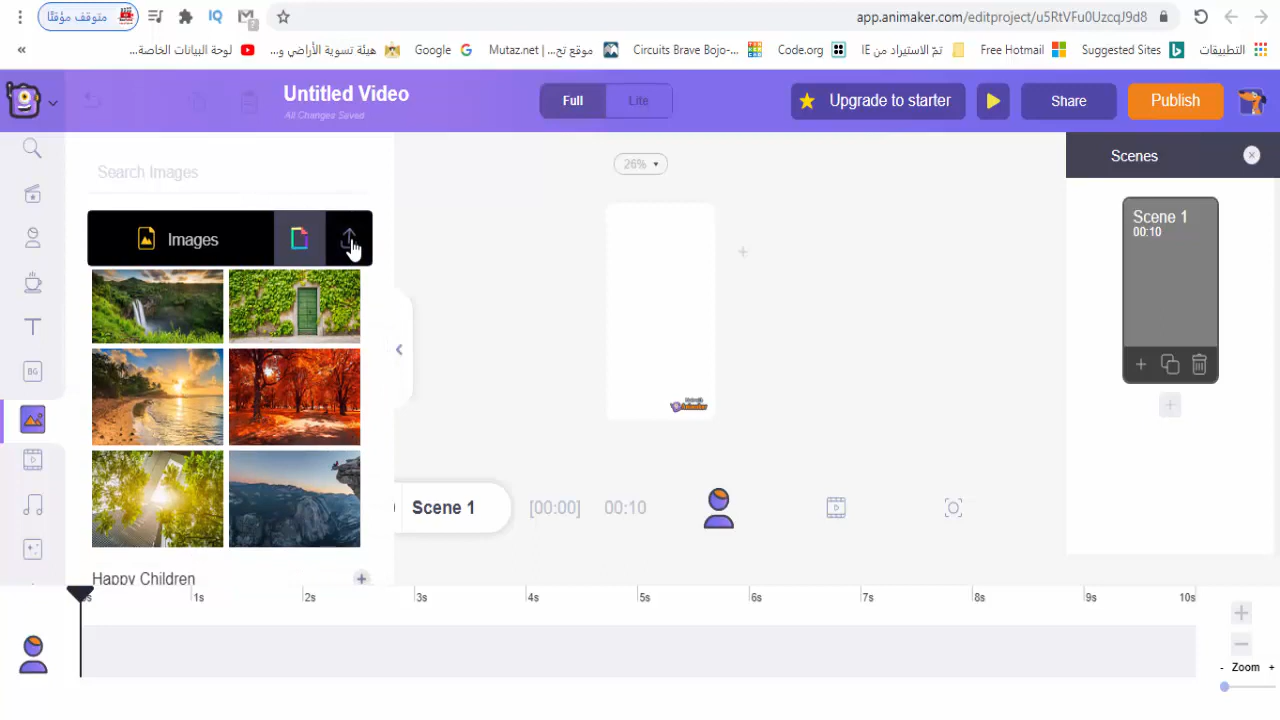 متوقف مؤقتًا
IQ
?
app.animaker.com/editproject/u5RtVFu0UzcqJ9d8
«
لوحة البيانات الخاصة...
هيئة تسوية الأراضي و...
Google
موقع تج... | Mutaz.net
Circuits Brave Bojo-...
Code.org
تمّ الاستيراد من IE
Free Hotmail
Suggested Sites
التطبيقات
Untitled Video
All Changes Saved
Full
Lite
Upgrade to starter
Share
Publish
Search Images
26%
Scenes
Images
Scene 1
00:10
T
BG
Animaker
Scene 1
[00:00]
00:10
Happy Children
1s
2s
3s
4s
5s
6s
7s
8s
9s
10s
- Zoom +